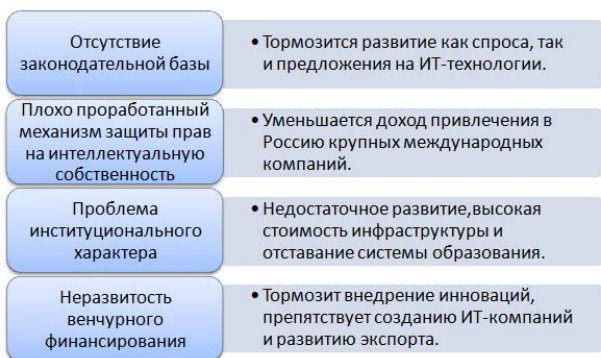 Отсутствие
законодательной базы
• Тормозится развитие как спроса, так
и предложения на ИТ-технологии.
Плохо проработанный
механизм защиты прав
на интеллектуальную
собственность
• Уменьшается доход привлечения в
Россию крупных международных
компаний.
Проблема
институционального
характера
• Недостаточное развитие,высокая
стоимость инфраструктуры и
отставание системы образования.
Неразвитость
венчурного
финансирования
• Тормозит внедрение инноваций,
препятствует созданию ИТ-компаний
и развитию экспорта.